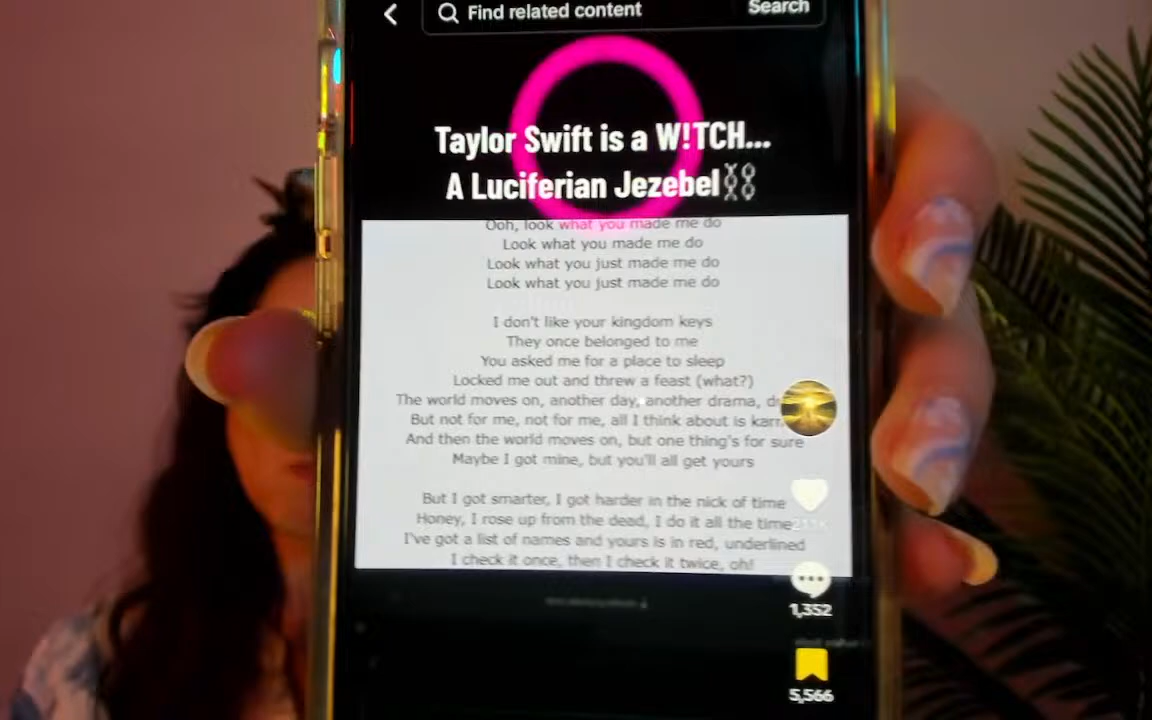 Find related content
Search
Taylor Swift is a W!TCH...
A Luciferian Jezebel
Ooh, look what you made me do
Look what you made me do
Look what you just made me do
Look what you just made me do
I don't like your kingdom keys
They once belonged to me
You asked me for a place to sleep
Locked me out and threw a feast (what?)
The world moves on, another day, another drama, d
But not for me, not for me, all I think about is karr
And then the world moves on, but one thing's for sure
Maybe I got mine, but you'll all get yours
But I got smarter, I got harder in the nick of time
Honey, I rose up from the dead, I do it all the time
I've got a list of names and yours is in red, underlined
I check it once, then I check it twice, oh!
1,352
5,566